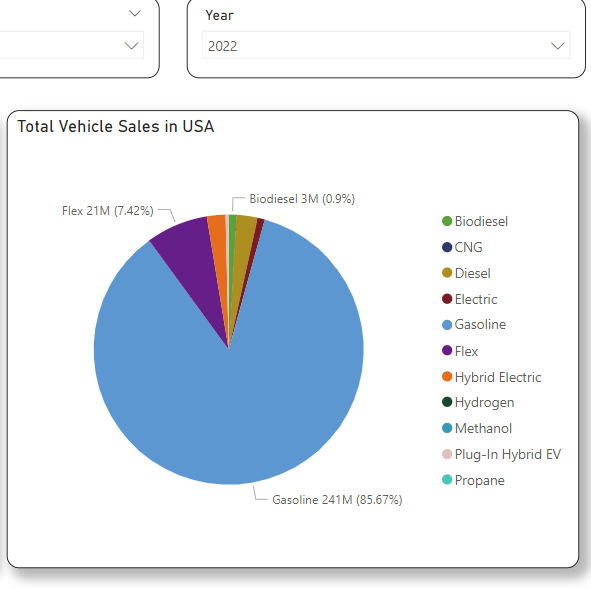 Year
2022
Total Vehicle Sales in USA
Biodiesel 3M (0.9%)
Flex 21M (7.42%)
Gasoline 241M (85.67%)
Biodiesel
CNG
Diesel
Electric
Gasoline
Flex
Hybrid Electric
Hydrogen
Methanol
Plug-In Hybrid EV
Propane